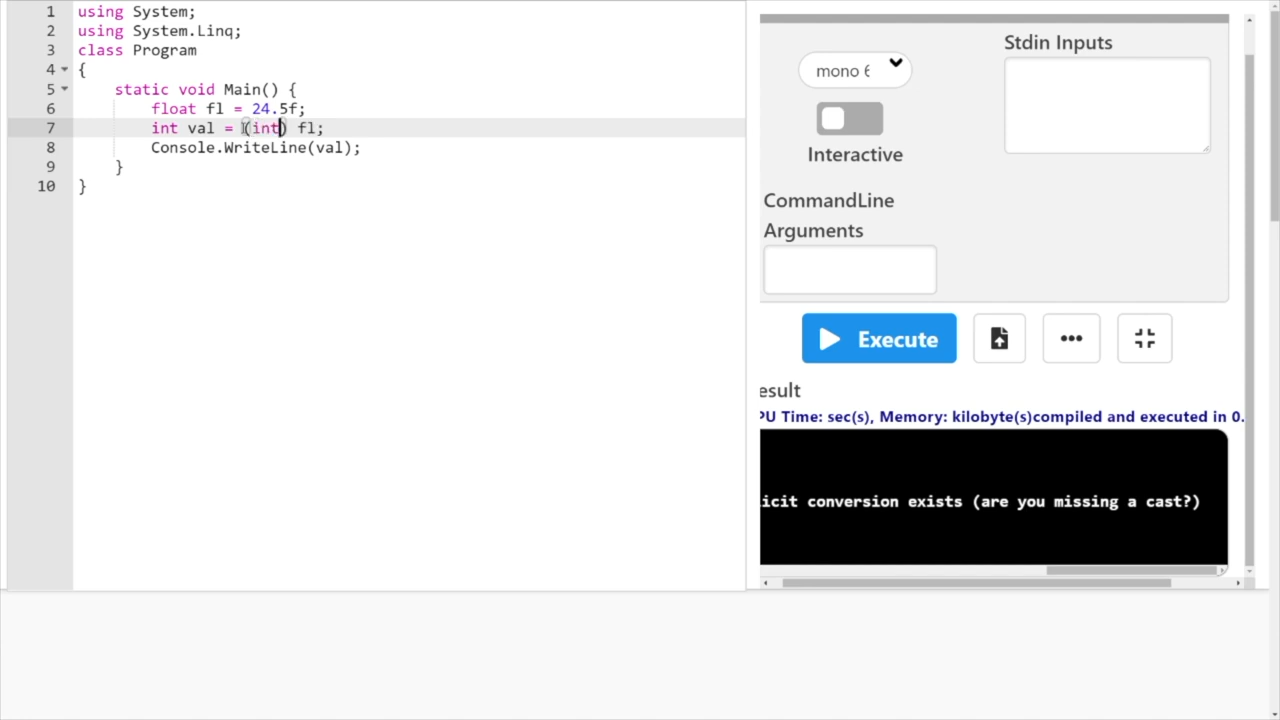 1 using System;
2 using System.Linq;
3 class Program
4 {
5 static void Main() {
6 float fl = 24.5f;
7 int val = (int) fl;
8 Console.WriteLine(val);
9 }
10 }
Stdin Inputs
mono 6
Interactive
CommandLine
Arguments
Execute
esult
PU Time: sec(s), Memory: kilobyte(s)compiled and executed in 0.
icit conversion exists (are you missing a cast?)